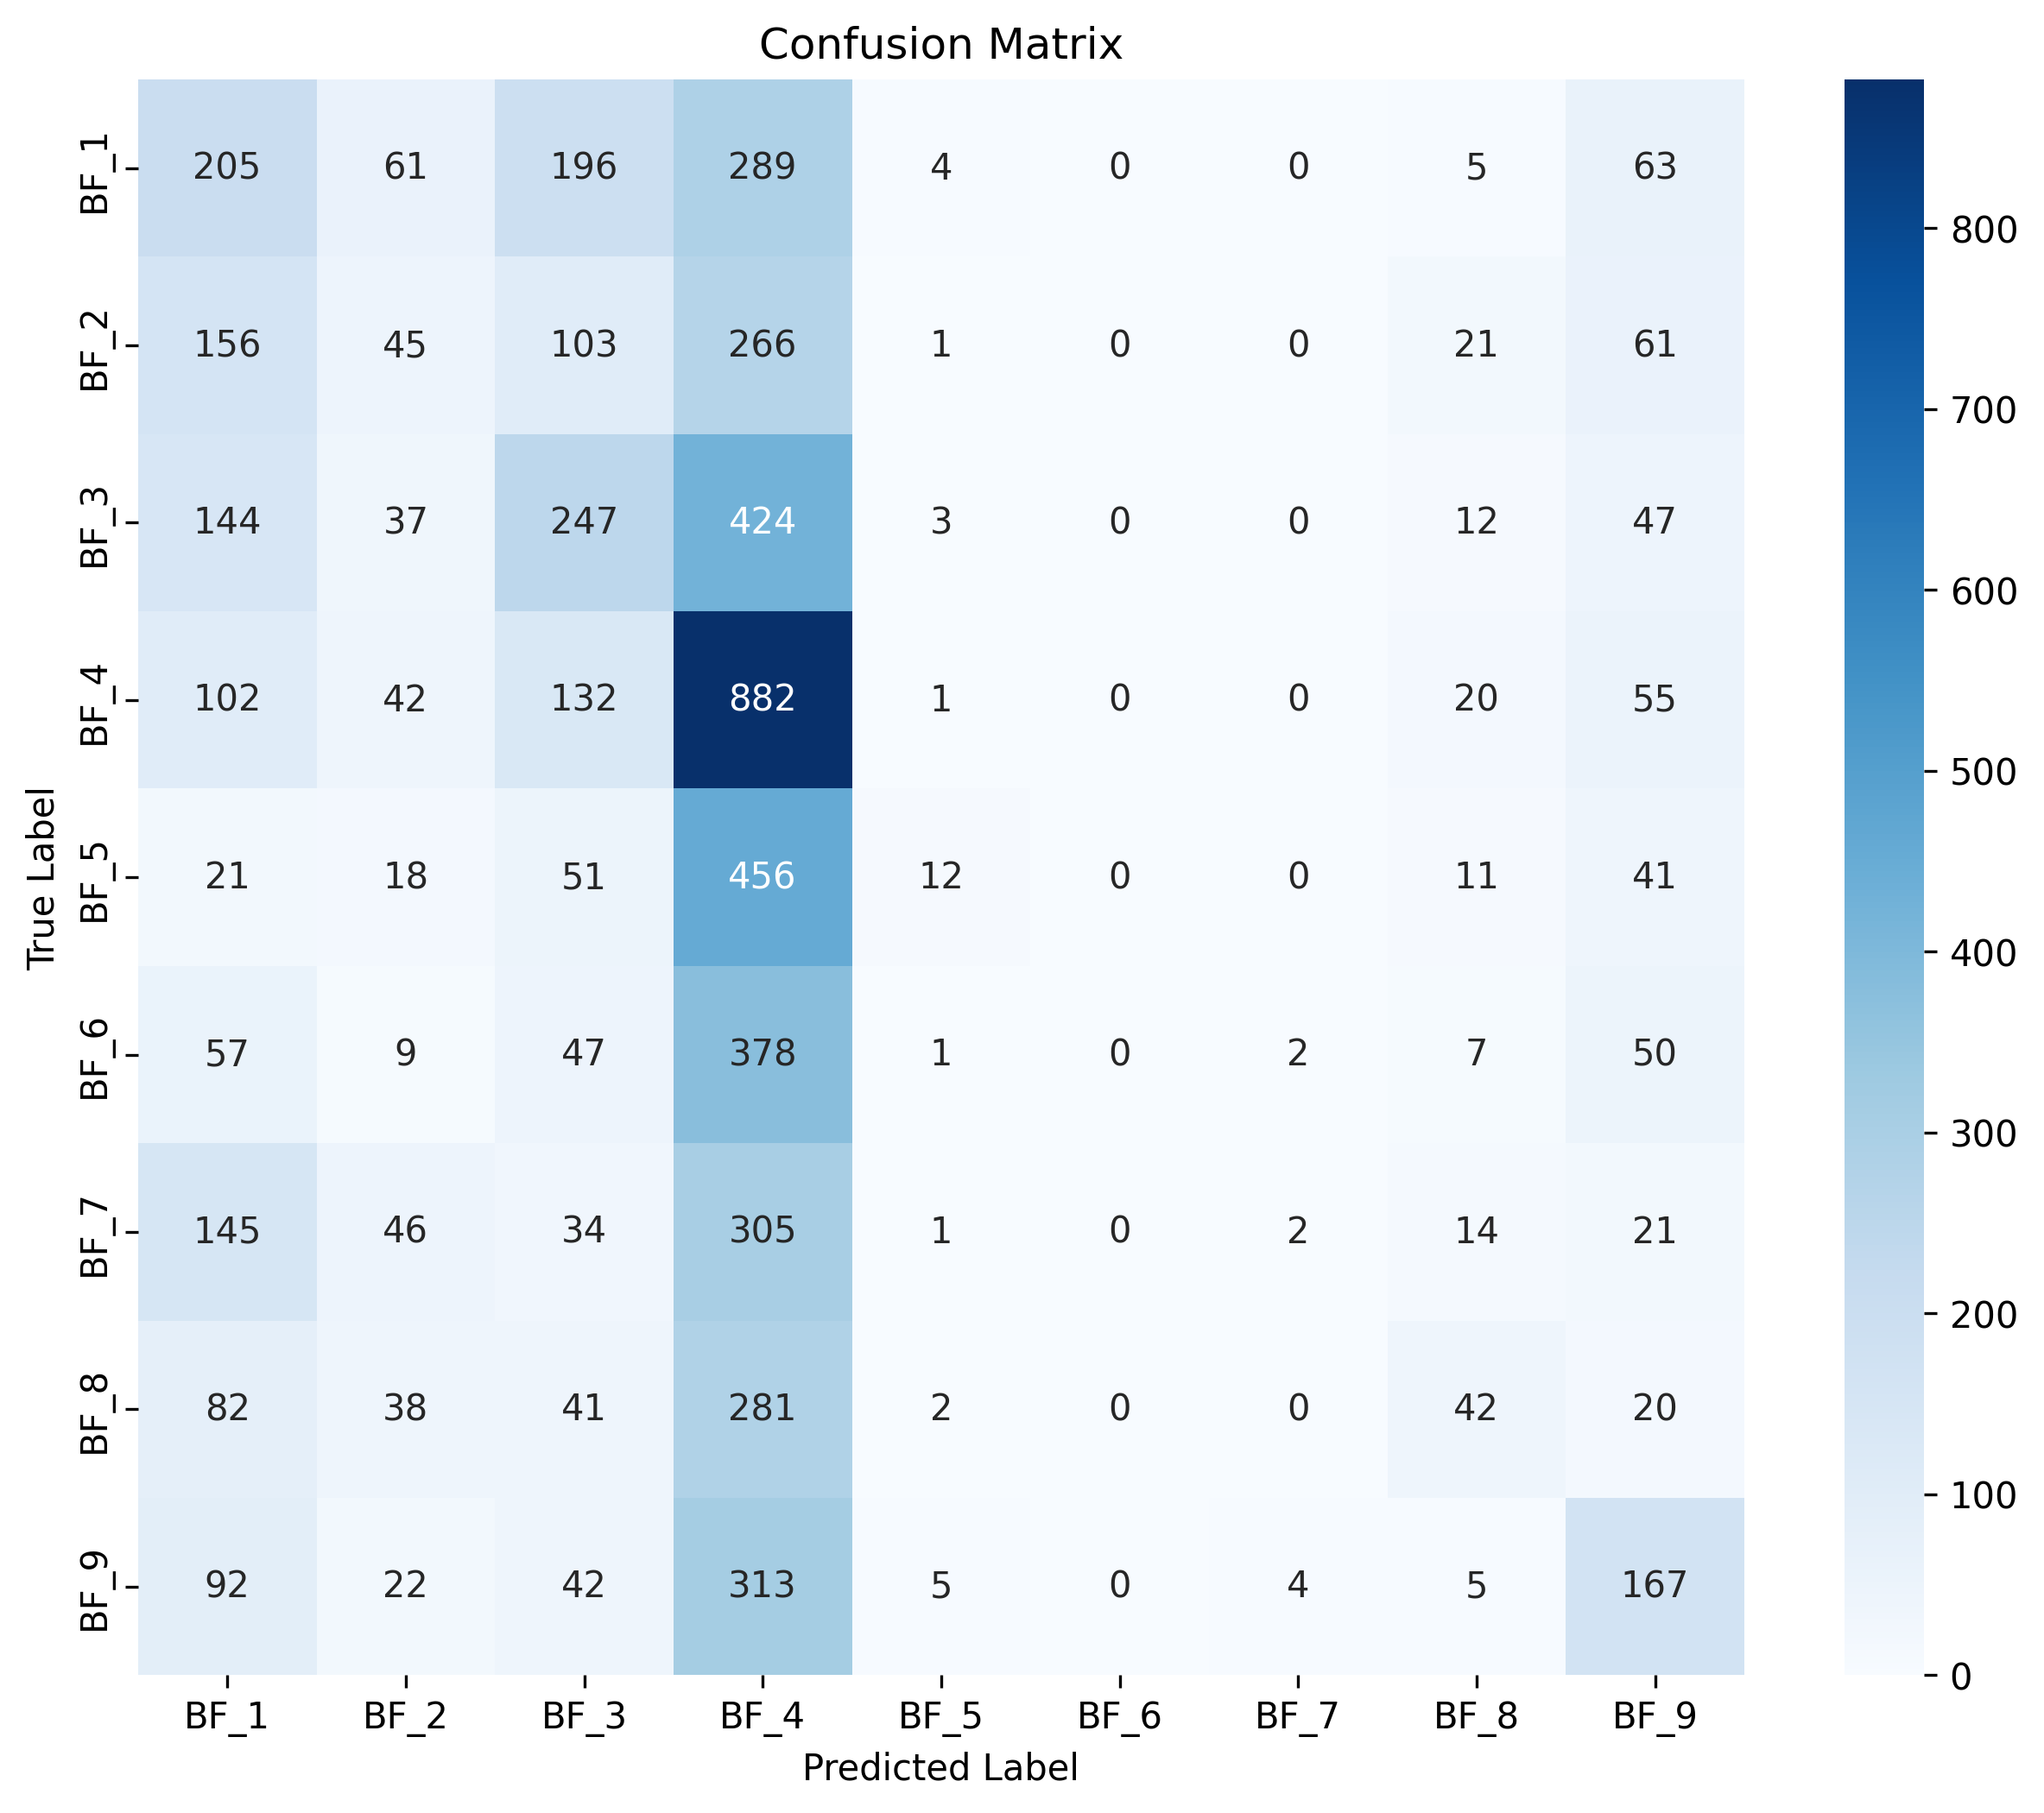 Confusion Matrix
True Label
BF_1 205 61 196 289 4 0 0 5 63
BF_2 156 45 103 266 1 0 0 21 61
BF_3 144 37 247 424 3 0 0 12 47
BF_4 102 42 132 882 1 0 0 20 55
BF_5 21 18 51 456 12 0 0 11 41
BF_6 57 9 47 378 1 0 2 7 50
BF_7 145 46 34 305 1 0 2 14 21
BF_8 82 38 41 281 2 0 0 42 20
BF_9 92 22 42 313 5 0 4 5 167
BF_1 BF_2 BF_3 BF_4 BF_5 BF_6 BF_7 BF_8 BF_9
Predicted Label
800
700
600
500
400
300
200
100
0